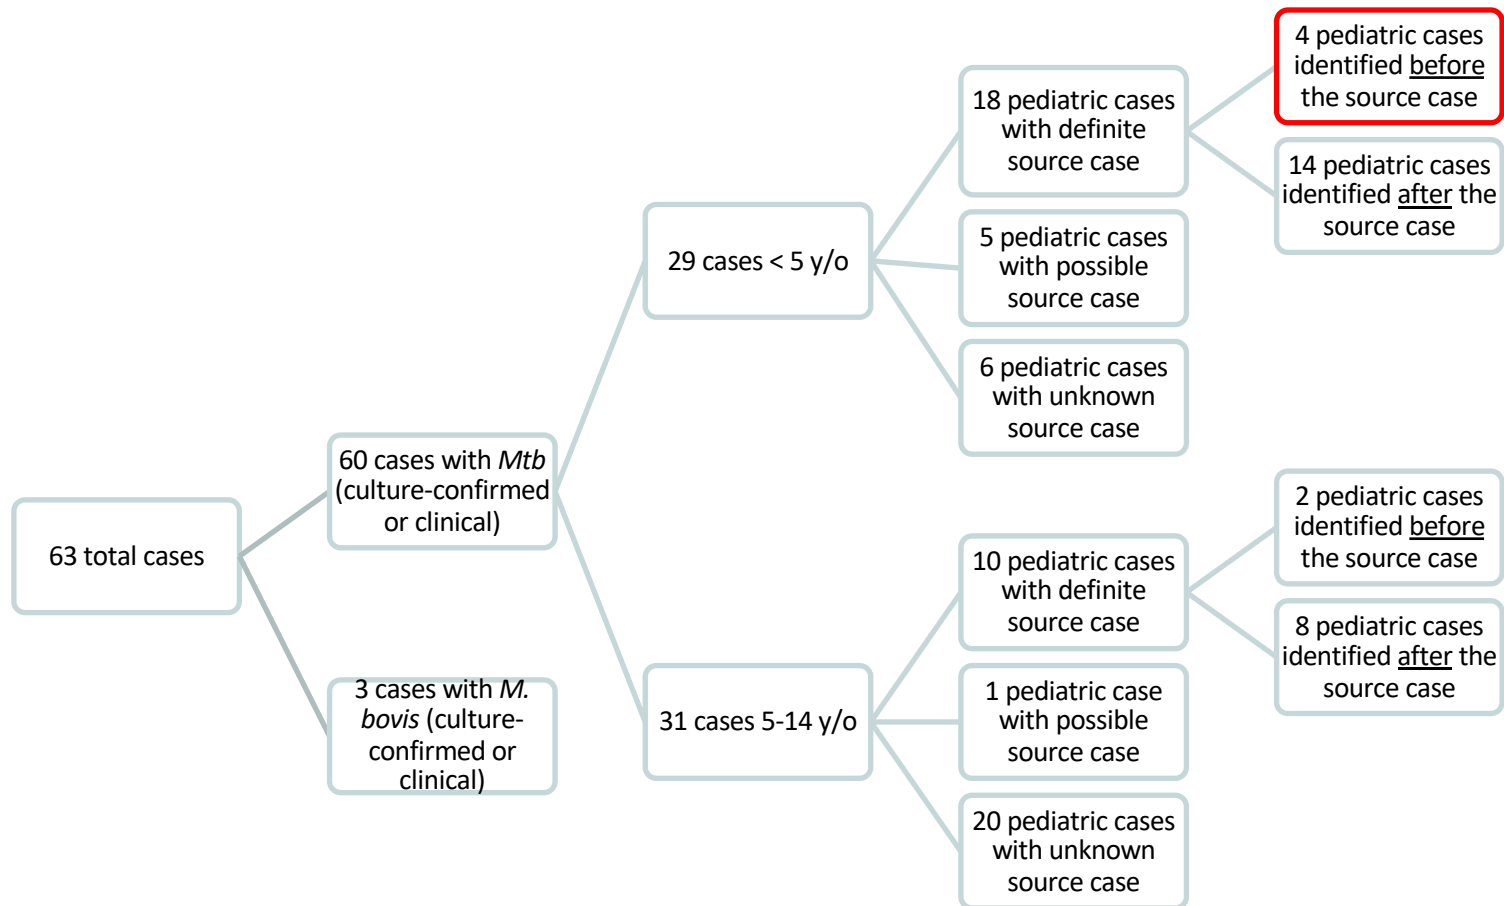 63 total cases
60 cases with Mtb
(culture-confirmed
or clinical)
3 cases with M.
bovis (culture-
confirmed or
clinical)
29 cases < 5 y/o
31 cases 5-14 y/o
18 pediatric cases
with definite
source case
5 pediatric cases
with possible
source case
6 pediatric cases
with unknown
source case
10 pediatric cases
with definite
source case
1 pediatric case
with possible
source case
20 pediatric cases
with unknown
source case
4 pediatric cases
identified before
the source case
14 pediatric cases
identified after the
source case
2 pediatric cases
identified before
the source case
8 pediatric cases
identified after the
source case